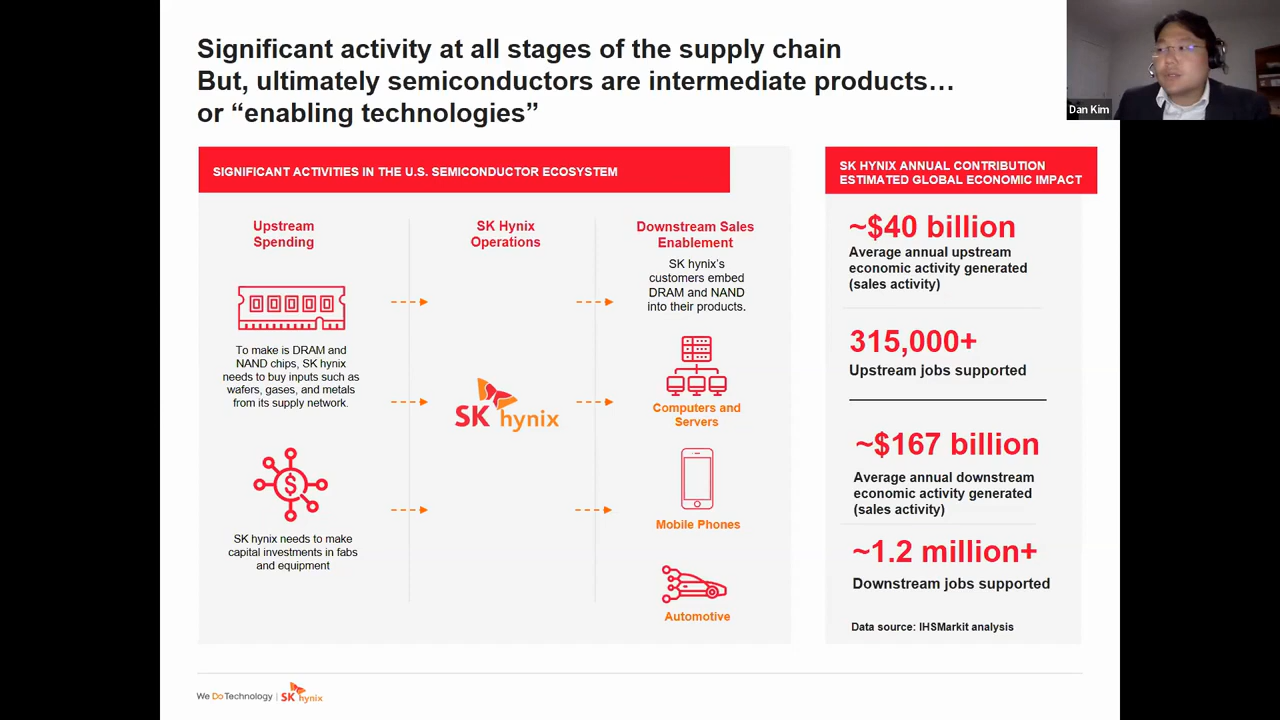 Significant activity at all stages of the supply chain
But, ultimately semiconductors are intermediate products…
or “enabling technologies”
Dan Kim
SIGNIFICANT ACTIVITIES IN THE U.S. SEMICONDUCTOR ECOSYSTEM
Upstream
Spending
To make is DRAM and
NAND chips, SK hynix
needs to buy inputs such as
wafers, gases, and metals
from its supply network.
SK hynix needs to make
capital investments in fabs
and equipment
SK Hynix
Operations
SK hynix
Downstream Sales
Enablement
SK hynix’s
customers embed
DRAM and NAND
into their products.
Computers and
Servers
Mobile Phones
Automotive
SK HYNIX ANNUAL CONTRIBUTION
ESTIMATED GLOBAL ECONOMIC IMPACT
~$40 billion
Average annual upstream
economic activity generated
(sales activity)
315,000+
Upstream jobs supported
~$167 billion
Average annual downstream
economic activity generated
(sales activity)
~1.2 million+
Downstream jobs supported
Data source: IHSMarkit analysis
We Do Technology | SK hynix